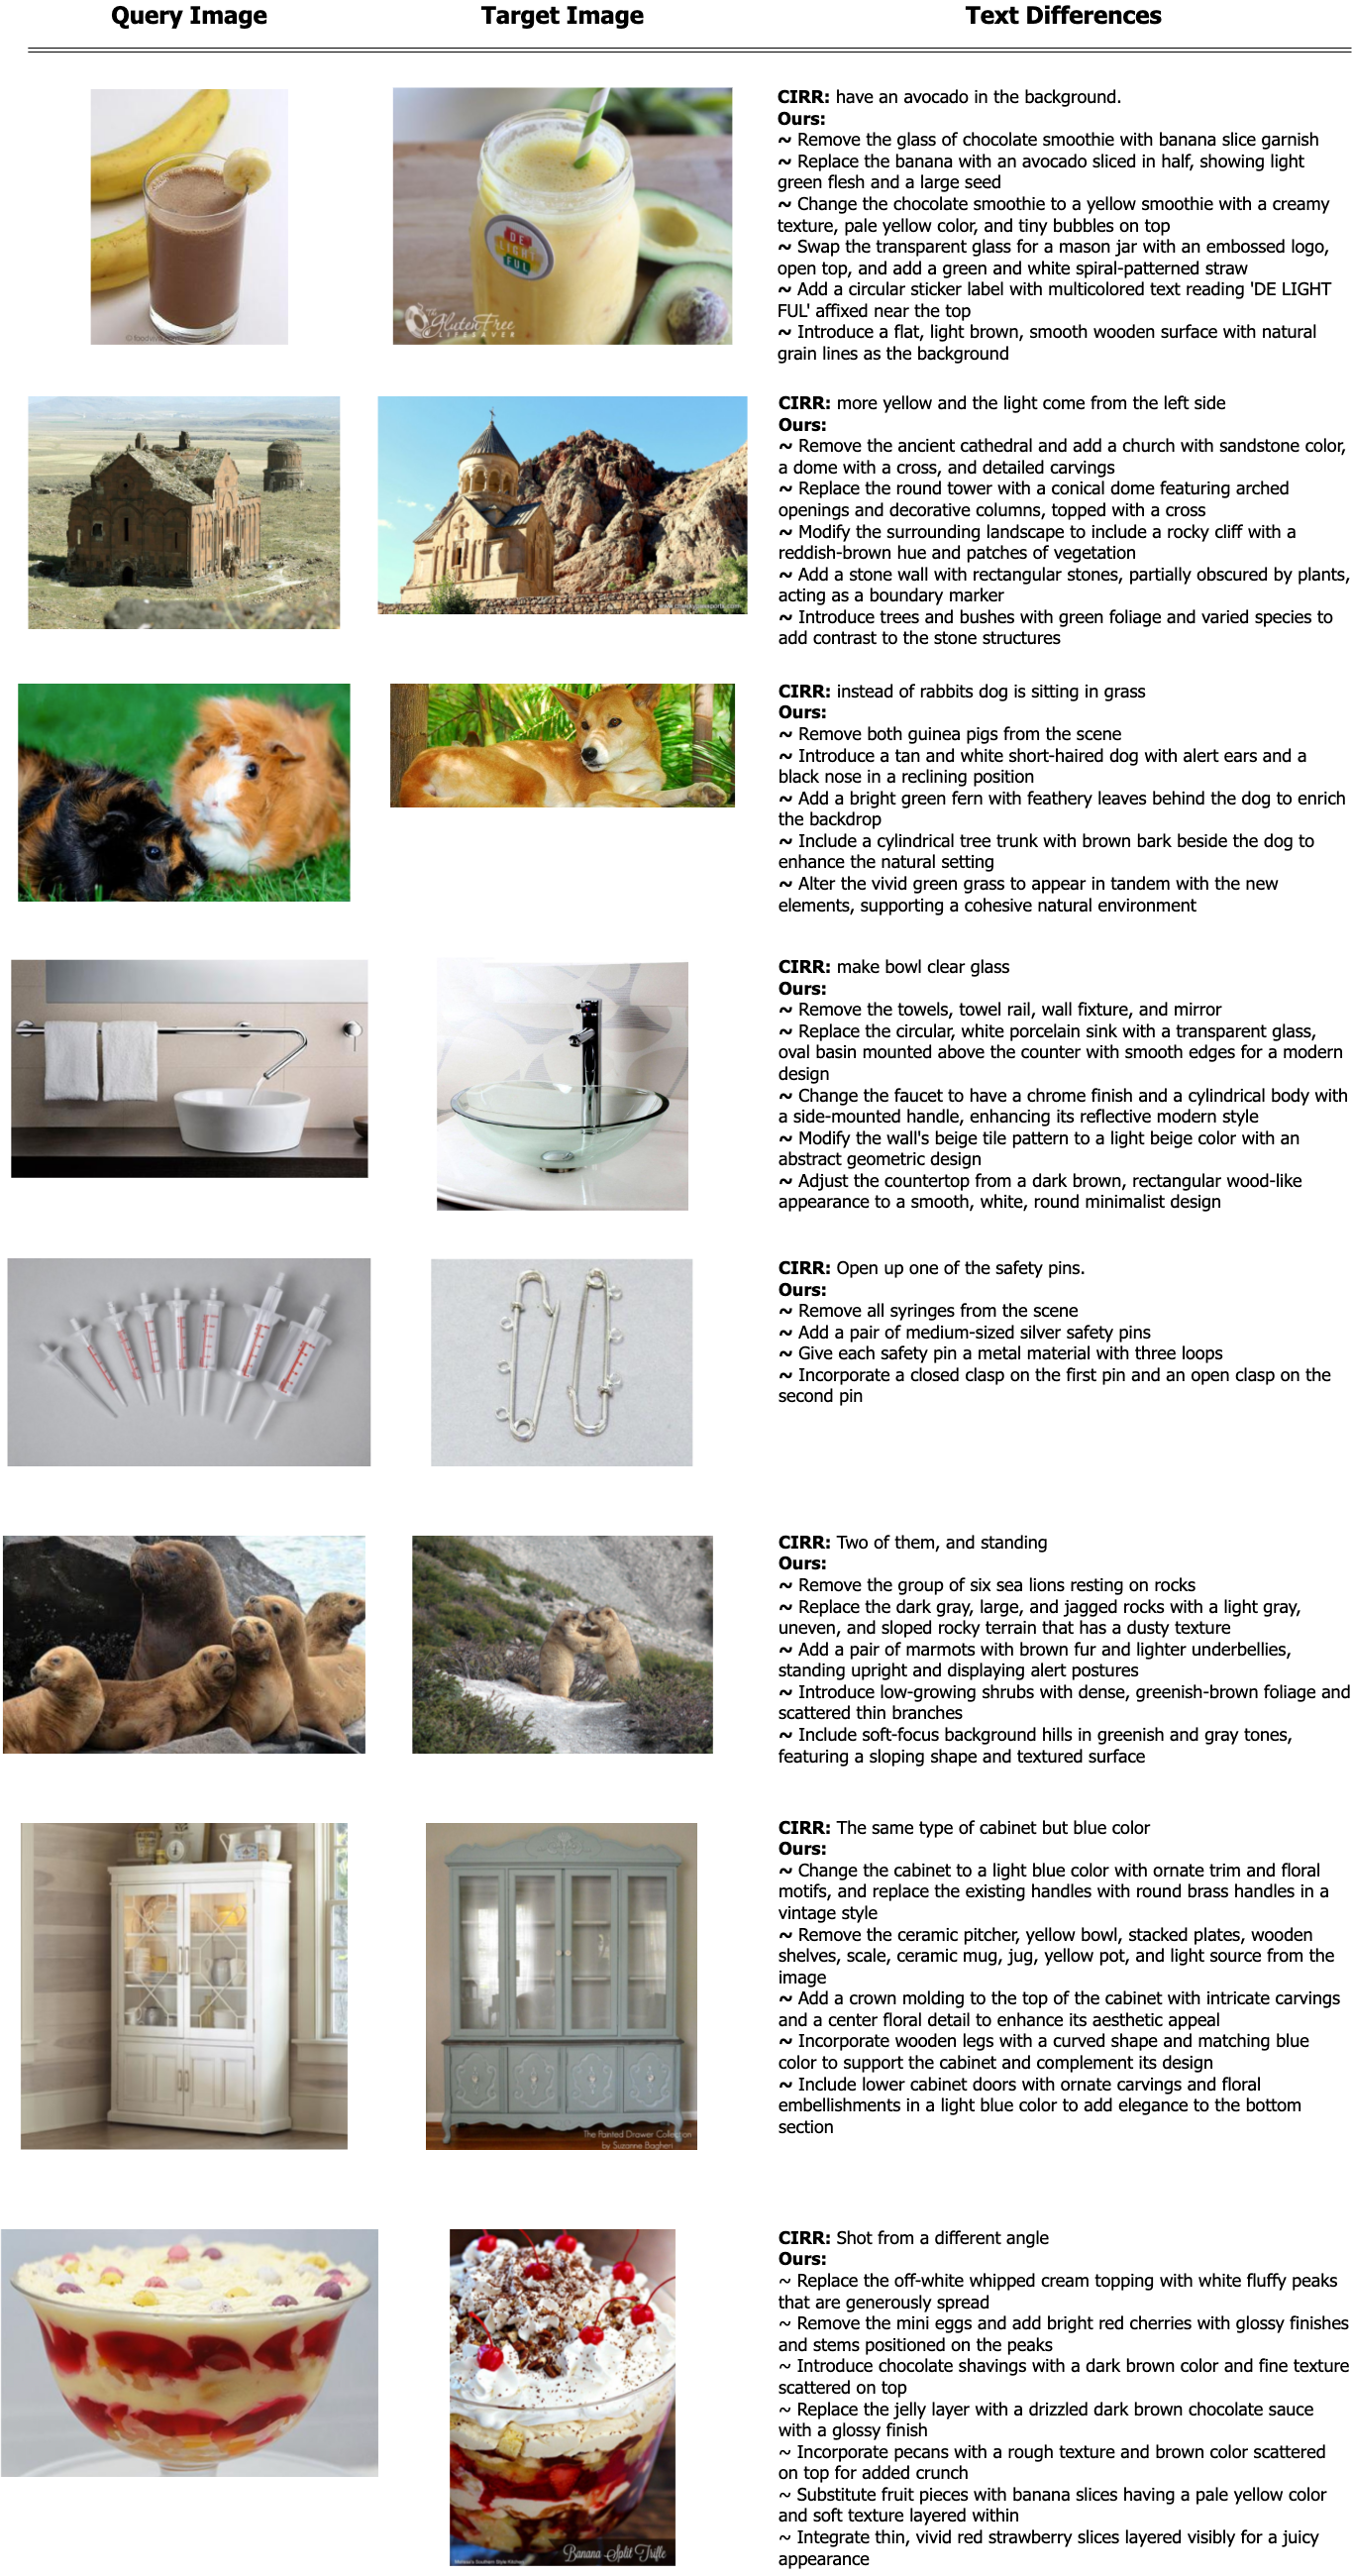 Query Image
Target Image
Text Differences
CIRR: have an avocado in the background.
Ours:
~ Remove the glass of chocolate smoothie with banana slice garnish
~ Replace the banana with an avocado sliced in half, showing light
green flesh and a large seed
~ Change the chocolate smoothie to a yellow smoothie with a creamy
texture, pale yellow color, and tiny bubbles on top
~ Swap the transparent glass for a mason jar with an embossed logo,
open top, and add a green and white spiral-patterned straw
~ Add a circular sticker label with multicolored text reading 'DE LIGHT
FUL' affixed near the top
~ Introduce a flat, light brown, smooth wooden surface with natural
grain lines as the background
DE
LIGHT
FUL
The
GlutenFree
LIFESAVER
CIRR: more yellow and the light come from the left side
Ours:
~ Remove the ancient cathedral and add a church with sandstone color,
a dome with a cross, and detailed carvings
~ Replace the round tower with a conical dome featuring arched
openings and decorative columns, topped with a cross
~ Modify the surrounding landscape to include a rocky cliff with a
reddish-brown hue and patches of vegetation
~ Add a stone wall with rectangular stones, partially obscured by plants,
acting as a boundary marker
~ Introduce trees and bushes with green foliage and varied species to
add contrast to the stone structures
CIRR: instead of rabbits dog is sitting in grass
Ours:
~ Remove both guinea pigs from the scene
~ Introduce a tan and white short-haired dog with alert ears and a
black nose in a reclining position
~ Add a bright green fern with feathery leaves behind the dog to enrich
the backdrop
~ Include a cylindrical tree trunk with brown bark beside the dog to
enhance the natural setting
~ Alter the vivid green grass to appear in tandem with the new
elements, supporting a cohesive natural environment
CIRR: make bowl clear glass
Ours:
~ Remove the towels, towel rail, wall fixture, and mirror
~ Replace the circular, white porcelain sink with a transparent glass,
oval basin mounted above the counter with smooth edges for a modern
design
~ Change the faucet to have a chrome finish and a cylindrical body with
a side-mounted handle, enhancing its reflective modern style
~ Modify the wall's beige tile pattern to a light beige color with an
abstract geometric design
~ Adjust the countertop from a dark brown, rectangular wood-like
appearance to a smooth, white, round minimalist design
CIRR: Open up one of the safety pins.
Ours:
~ Remove all syringes from the scene
~ Add a pair of medium-sized silver safety pins
~ Give each safety pin a metal material with three loops
~ Incorporate a closed clasp on the first pin and an open clasp on the
second pin
CIRR: Two of them, and standing
Ours:
~ Remove the group of six sea lions resting on rocks
~ Replace the dark gray, large, and jagged rocks with a light gray,
uneven, and sloped rocky terrain that has a dusty texture
~ Add a pair of marmots with brown fur and lighter underbellies,
standing upright and displaying alert postures
~ Introduce low-growing shrubs with dense, greenish-brown foliage and
scattered thin branches
~ Include soft-focus background hills in greenish and gray tones,
featuring a sloping shape and textured surface
CIRR: The same type of cabinet but blue color
Ours:
~ Change the cabinet to a light blue color with ornate trim and floral
motifs, and replace the existing handles with round brass handles in a
vintage style
~ Remove the ceramic pitcher, yellow bowl, stacked plates, wooden
shelves, scale, ceramic mug, jug, yellow pot, and light source from the
image
~ Add a crown molding to the top of the cabinet with intricate carvings
and a center floral detail to enhance its aesthetic appeal
~ Incorporate wooden legs with a curved shape and matching blue
color to support the cabinet and complement its design
~ Include lower cabinet doors with ornate carvings and floral
embellishments in a light blue color to add elegance to the bottom
section
The Painted Drawer Collection
by Suzanne Bagheri
CIRR: Shot from a different angle
Ours:
~ Replace the off-white whipped cream topping with white fluffy peaks
that are generously spread
~ Remove the mini eggs and add bright red cherries with glossy finishes
and stems positioned on the peaks
~ Introduce chocolate shavings with a dark brown color and fine texture
scattered on top
~ Replace the jelly layer with a drizzled dark brown chocolate sauce
with a glossy finish
~ Incorporate pecans with a rough texture and brown color scattered
on top for added crunch
~ Substitute fruit pieces with banana slices having a pale yellow color
and soft texture layered within
~ Integrate thin, vivid red strawberry slices layered visibly for a juicy
appearance
Melissa's Southern Style Kitchen
Banana Split Trifle